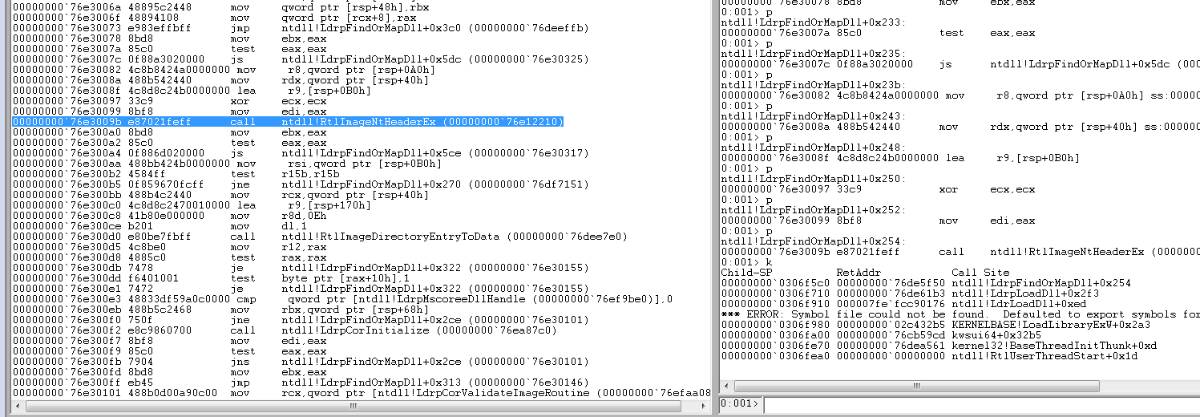 00000000`76e3006a 48895c2448 mov qword ptr [rsp+48h],rbx
00000000`76e3006f 48894108 mov qword ptr [rcx+8],rax
00000000`76e30073 e983effbff jmp ntdll!LdrpFindOrMapDll+0x3c0 (00000000`76deeffb)
00000000`76e30078 8bd8 mov ebx,eax
00000000`76e3007a 85c0 test eax,eax
00000000`76e3007c 0f88a3020000 js ntdll!LdrpFindOrMapDll+0x5dc (00000000`76e30325)
00000000`76e30082 4c8b8424a0000000 mov r8,qword ptr [rsp+0A0h]
00000000`76e3008a 488b542440 mov rdx,qword ptr [rsp+40h]
00000000`76e3008f 4c8d8c24b0000000 lea r9,[rsp+0B0h]
00000000`76e30097 33c9 xor ecx,ecx
00000000`76e30099 8bf8 mov edi,eax
00000000`76e3009b e87021feff call ntdll!RtlImageNtHeaderEx (00000000`76e12210)
00000000`76e300a0 8bd8 mov ebx,eax
00000000`76e300a2 85c0 test eax,eax
00000000`76e300a4 0f886d020000 js ntdll!LdrpFindOrMapDll+0x5ce (00000000`76e30317)
00000000`76e300aa 488bb424b0000000 mov rsi,qword ptr [rsp+0B0h]
00000000`76e300b2 4584ff test r15b,r15b
00000000`76e300b5 0f859670fcff jne ntdll!LdrpFindOrMapDll+0x270 (00000000`76df7151)
00000000`76e300bb 488b4c2440 mov rcx,qword ptr [rsp+40h]
00000000`76e300c0 4c8d8c2470010000 lea r9,[rsp+170h]
00000000`76e300c8 41b80e000000 mov r8d,0Eh
00000000`76e300ce b201 mov dl,1
00000000`76e300d0 e80be7fbff call ntdll!RtlImageDirectoryEntryToData (00000000`76dee7e0)
00000000`76e300d5 4c8be0 mov r12,rax
00000000`76e300d8 4885c0 test rax,rax
00000000`76e300db 7478 je ntdll!LdrpFindOrMapDll+0x322 (00000000`76e30155)
00000000`76e300dd f6401001 test byte ptr [rax+10h],1
00000000`76e300e1 7472 je ntdll!LdrpFindOrMapDll+0x322 (00000000`76e30155)
00000000`76e300e3 48833df59a0c0000 cmp qword ptr [ntdll!LdrpMscoreeDllHandle (00000000`76ef9be0)],0
00000000`76e300eb 488b5c2468 mov rbx,qword ptr [rsp+68h]
00000000`76e300f0 750f jne ntdll!LdrpFindOrMapDll+0x2ce (00000000`76e30101)
00000000`76e300f2 e8c9860700 call ntdll!LdrpCorInitialize (00000000`76ea87c0)
00000000`76e300f7 8bf8 mov edi,eax
00000000`76e300f9 85c0 test eax,eax
00000000`76e300fb 7904 jns ntdll!LdrpFindOrMapDll+0x2ce (00000000`76e30101)
00000000`76e300fd 8bd8 mov ebx,eax
00000000`76e300ff eb45 jmp ntdll!LdrpFindOrMapDll+0x313 (00000000`76e30146)
00000000`76e30101 488b0d00a90c00 mov rcx,qword ptr [ntdll!LdrpCorValidateImageRoutine (00000000`76efaa08
00000000`76e30078 8bd8 mov ebx,eax
0:001> p
ntdll!LdrpFindOrMapDll+0x233:
00000000`76e3007a 85c0 test eax,eax
0:001> p
ntdll!LdrpFindOrMapDll+0x235:
00000000`76e3007c 0f88a3020000 js ntdll!LdrpFindOrMapDll+0x5dc (000
0:001> p
ntdll!LdrpFindOrMapDll+0x23b:
00000000`76e30082 4c8b8424a0000000 mov r8,qword ptr [rsp+0A0h] ss:000
0:001> p
ntdll!LdrpFindOrMapDll+0x243:
00000000`76e3008a 488b542440 mov rdx,qword ptr [rsp+40h] ss:0000
0:001> p
ntdll!LdrpFindOrMapDll+0x248:
00000000`76e3008f 4c8d8c24b0000000 lea r9,[rsp+0B0h]
0:001> p
ntdll!LdrpFindOrMapDll+0x250:
00000000`76e30097 33c9 xor ecx,ecx
0:001> p
ntdll!LdrpFindOrMapDll+0x252:
00000000`76e30099 8bf8 mov edi,eax
0:001> p
ntdll!LdrpFindOrMapDll+0x254:
00000000`76e3009b e87021feff call ntdll!RtlImageNtHeaderEx (0000000
0:001> k
Child-SP RetAddr Call Site
00000000`0306f5c0 00000000`76de5f50 ntdll!LdrpFindOrMapDll+0x254
00000000`0306f710 00000000`76de61b3 ntdll!LdrpLoadDll+0x2f3
00000000`0306f910 000007fe`fcc90176 ntdll!LdrLoadDll+0xed
*** ERROR: Symbol file could not be found. Defaulted to export symbols for
00000000`0306f980 00000000`02c432b5 KERNELBASE!LoadLibraryExW+0x2a3
00000000`0306fa00 00000000`76cb59cd kwsui64+0x32b5
00000000`0306fe70 00000000`76dea561 kernel32!BaseThreadInitThunk+0xd
00000000`0306fea0 00000000`00000000 ntdll!RtlUserThreadStart+0x1d
0:001>